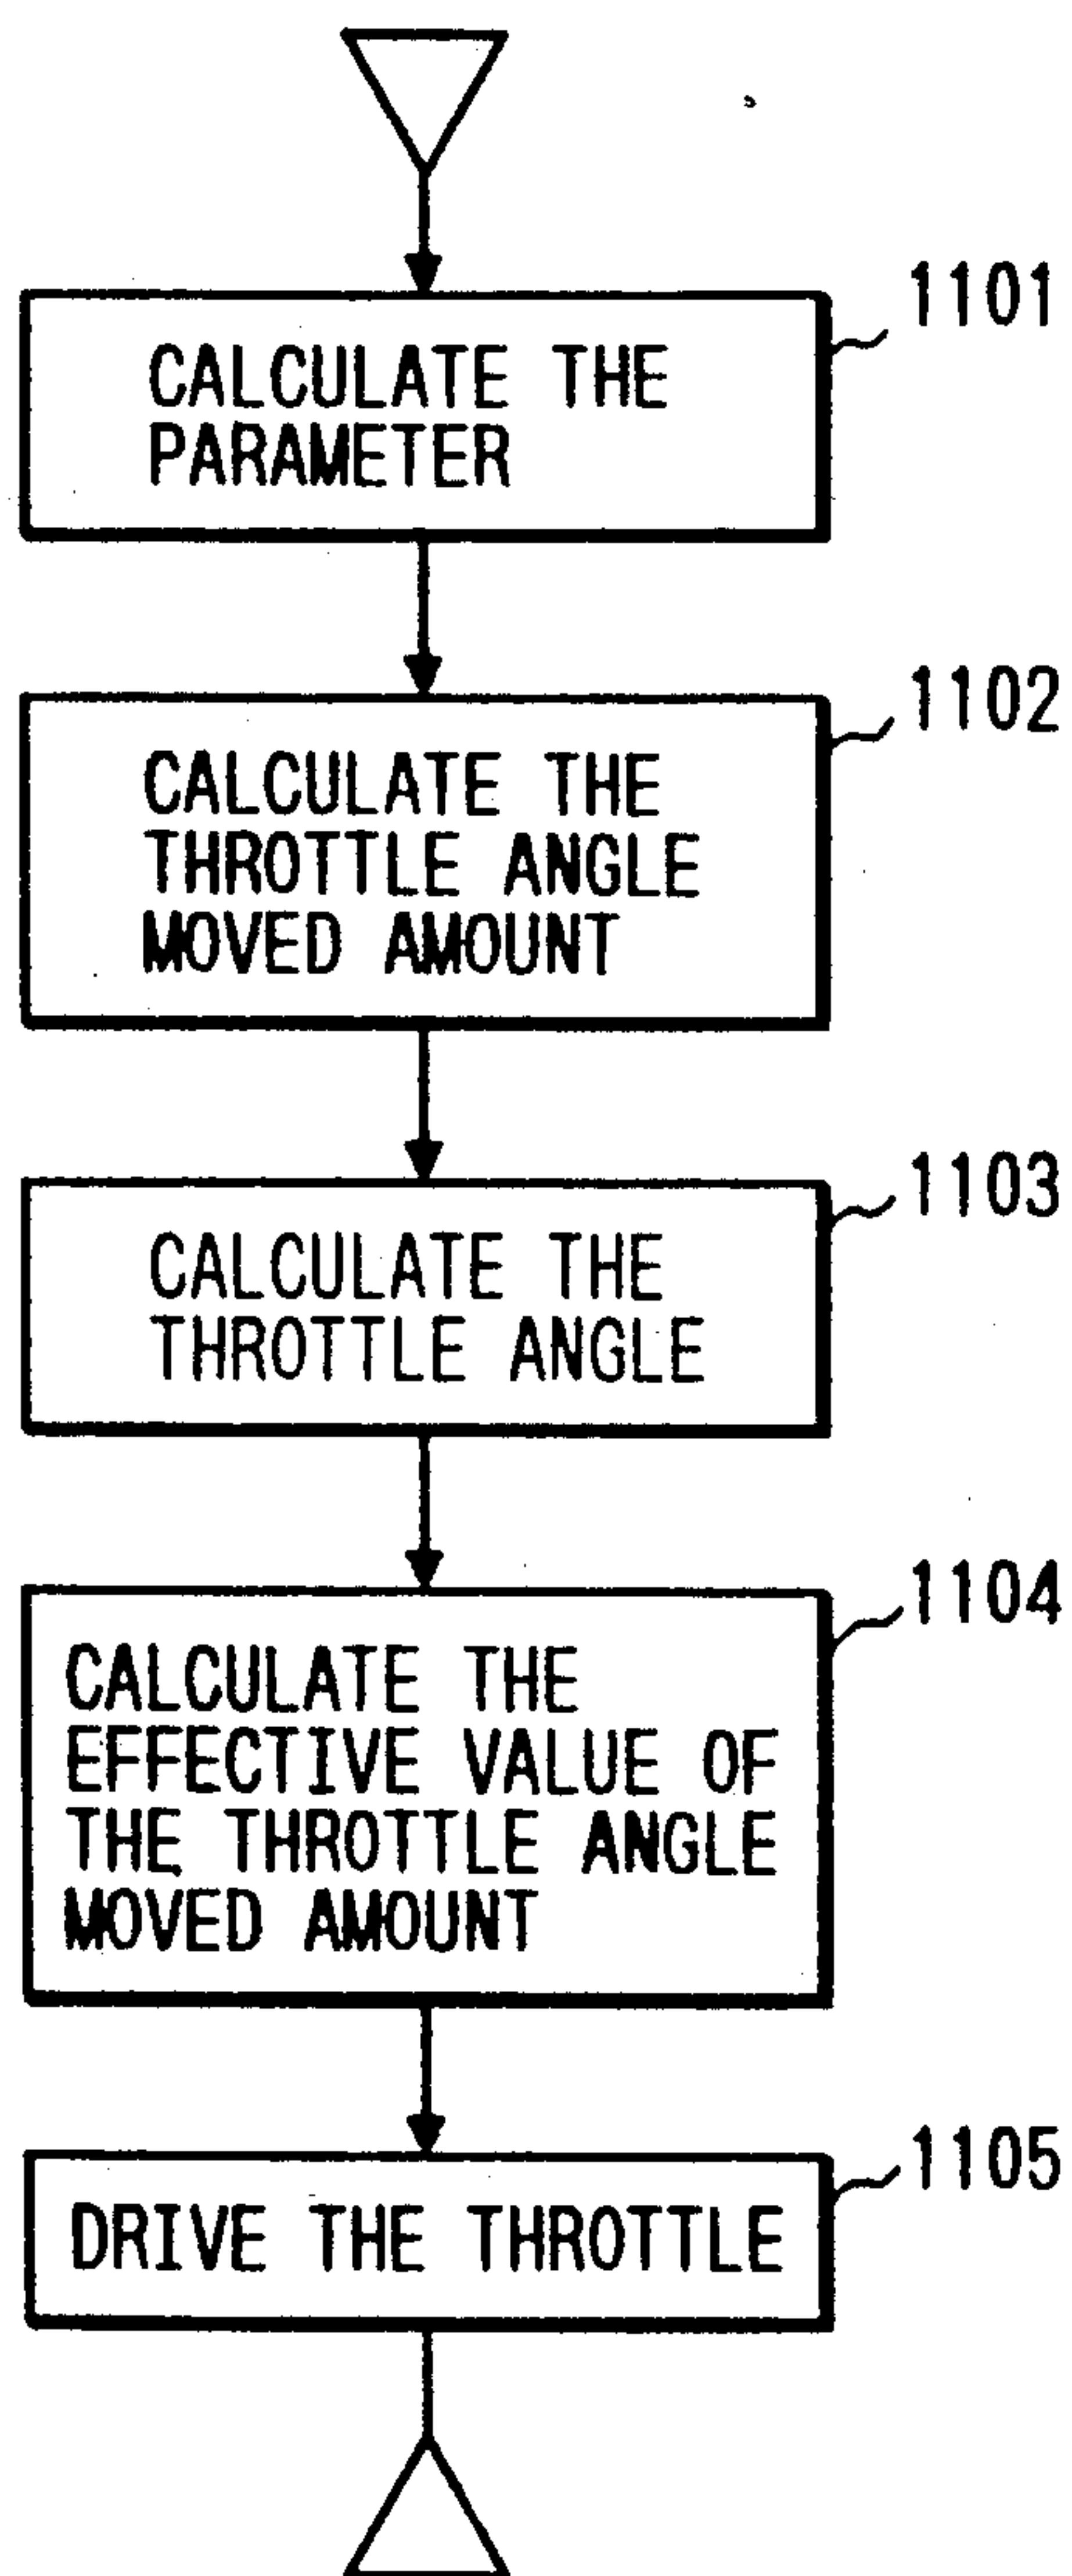 1101
CALCULATE THE
PARAMETER
1102
CALCULATE THE
THROTTLE ANGLE
MOVED AMOUNT
1103
CALCULATE THE
THROTTLE ANGLE
1104
CALCULATE THE
EFFECTIVE VALUE OF
THE THROTTLE ANGLE
MOVED AMOUNT
1105
DRIVE THE THROTTLE